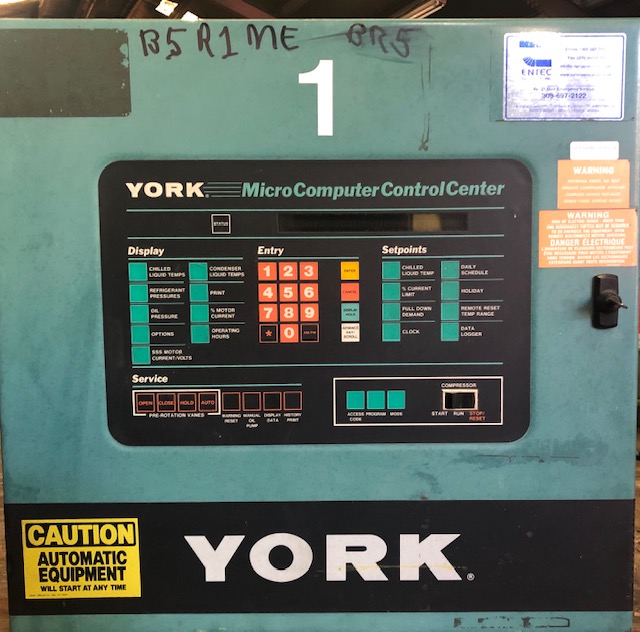 B5 R1 ME BR5
1
ENTEC
305-697-2122
YORK MicroComputer Control Center
STATUS
Display
CHILLED LIQUID TEMPS
CONDENSER LIQUID TEMPS
REFRIGERANT PRESSURES
PRINT
OIL PRESSURE
% MOTOR CURRENT
OPTIONS
OPERATING HOURS
SSS MOTOR CURRENT/VOLTS
Entry
1 2 3
ENTER
4 5 6
CANCEL
7 8 9
DISPLAY HOLD
* 0 AM/PM
ADVANCE DAY/ SCROLL
Setpoints
CHILLED LIQUID TEMP
DAILY SCHEDULE
% CURRENT LIMIT
HOLIDAY
PULL DOWN DEMAND
REMOTE RESET TEMP RANGE
CLOCK
DATA LOGGER
Service
OPEN CLOSE HOLD AUTO
PRE-ROTATION VANES
WARNING RESET
MANUAL OIL PUMP
DISPLAY DATA
HISTORY PRINT
ACCESS CODE
PROGRAM
MODE
COMPRESSOR
START RUN STOP/ RESET
WARNING
WARNING
DANGER ÉLECTRIQUE
CAUTION
AUTOMATIC
EQUIPMENT
WILL START AT ANY TIME
YORK®